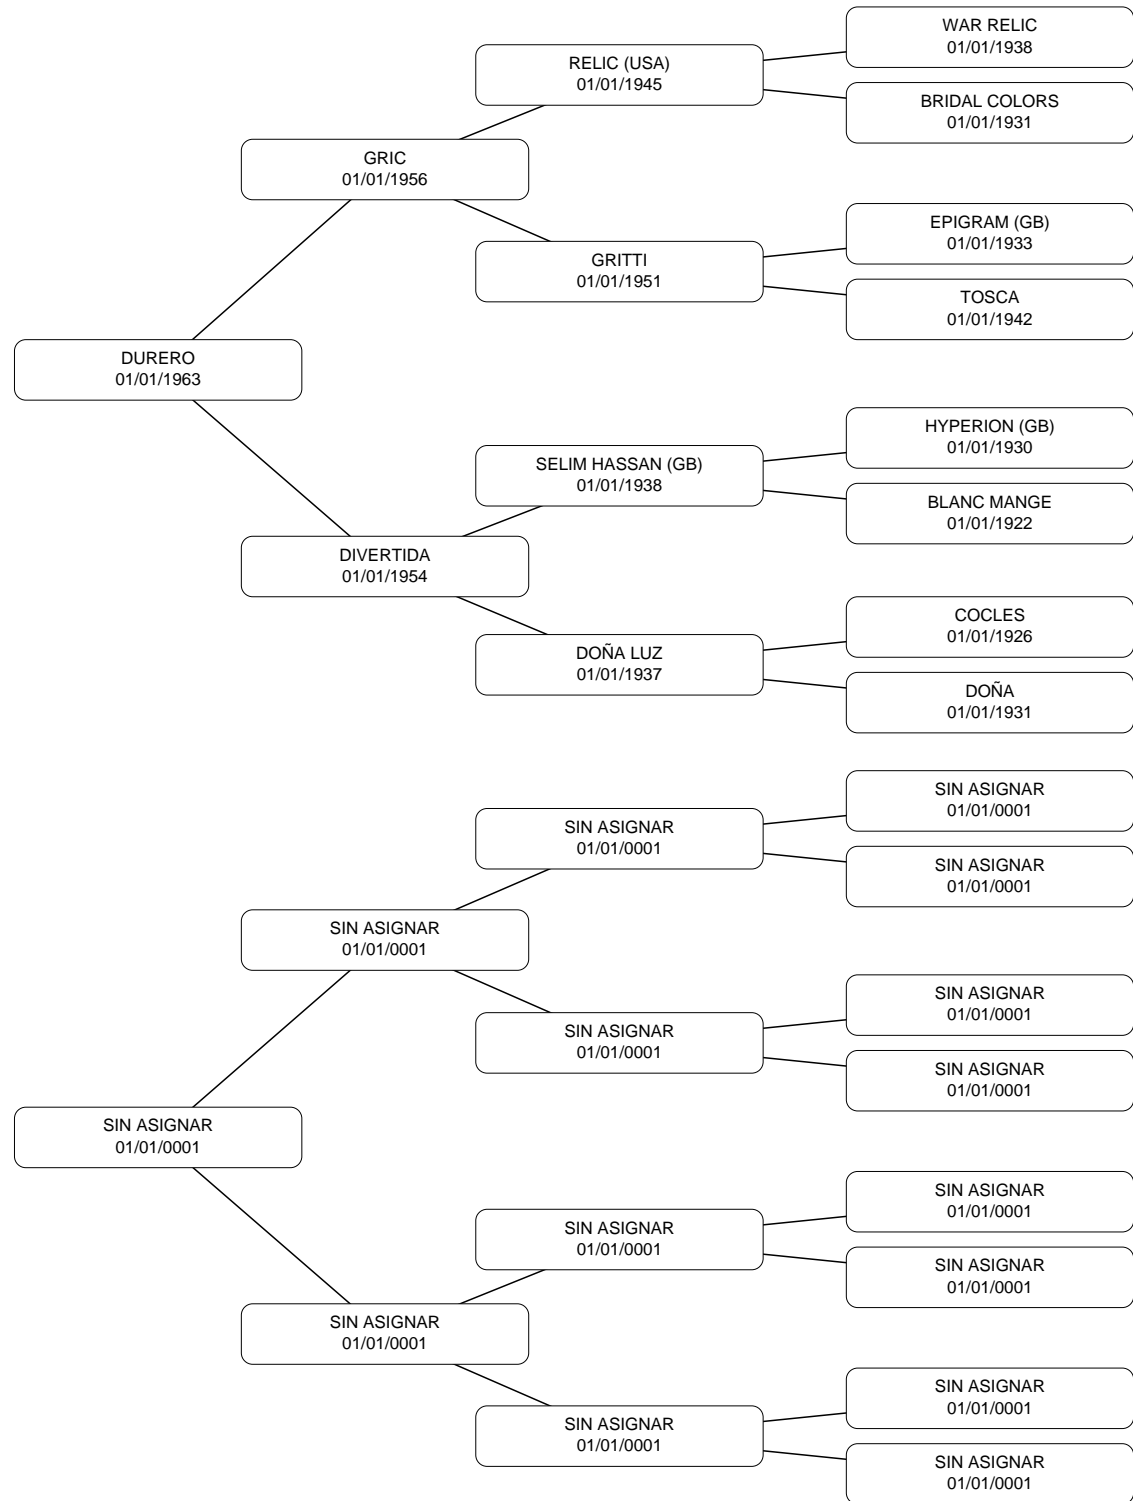 WAR RELIC
01/01/1938
RELIC (USA)
01/01/1945
BRIDAL COLORS
01/01/1931
GRIC
01/01/1956
EPIGRAM (GB)
01/01/1933
GRITTI
01/01/1951
TOSCA
01/01/1942
DURERO
01/01/1963
HYPERION (GB)
01/01/1930
SELIM HASSAN (GB)
01/01/1938
BLANC MANGE
01/01/1922
DIVERTIDA
01/01/1954
COCLES
01/01/1926
DOÑA LUZ
01/01/1937
DOÑA
01/01/1931
SIN ASIGNAR
01/01/0001
SIN ASIGNAR
01/01/0001
SIN ASIGNAR
01/01/0001
SIN ASIGNAR
01/01/0001
SIN ASIGNAR
01/01/0001
SIN ASIGNAR
01/01/0001
SIN ASIGNAR
01/01/0001
SIN ASIGNAR
01/01/0001
SIN ASIGNAR
01/01/0001
SIN ASIGNAR
01/01/0001
SIN ASIGNAR
01/01/0001
SIN ASIGNAR
01/01/0001
SIN ASIGNAR
01/01/0001
SIN ASIGNAR
01/01/0001
SIN ASIGNAR
01/01/0001